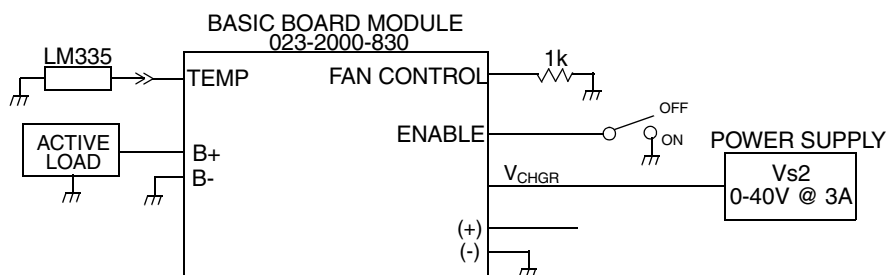 BASIC BOARD MODULE
023-2000-830
LM335
TEMP
FAN CONTROL
1k
OFF
ON
ENABLE
ACTIVE
LOAD
B+
B-
VCHGR
POWER SUPPLY
Vs2
0-40V @ 3A
(+)
(-)